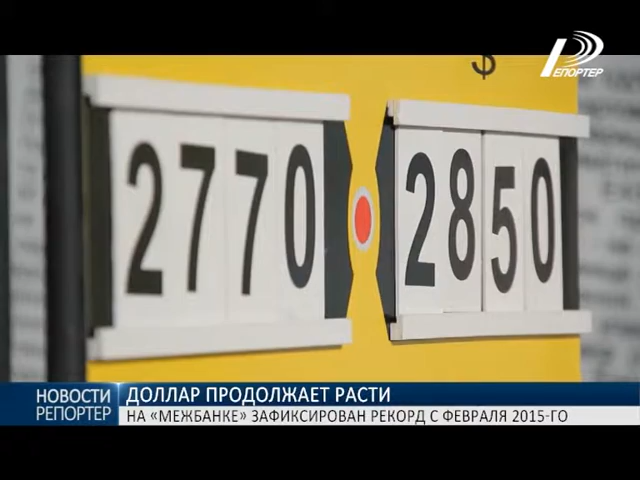 $
РЕПОРТЕР
2770 2850
НОВОСТИ
РЕПОРТЕР
ДОЛЛАР ПРОДОЛЖАЕТ РАСТИ
НА «МЕЖБАНКЕ» ЗАФИКСИРОВАН РЕКОРД С ФЕВРАЛЯ 2015-ГО